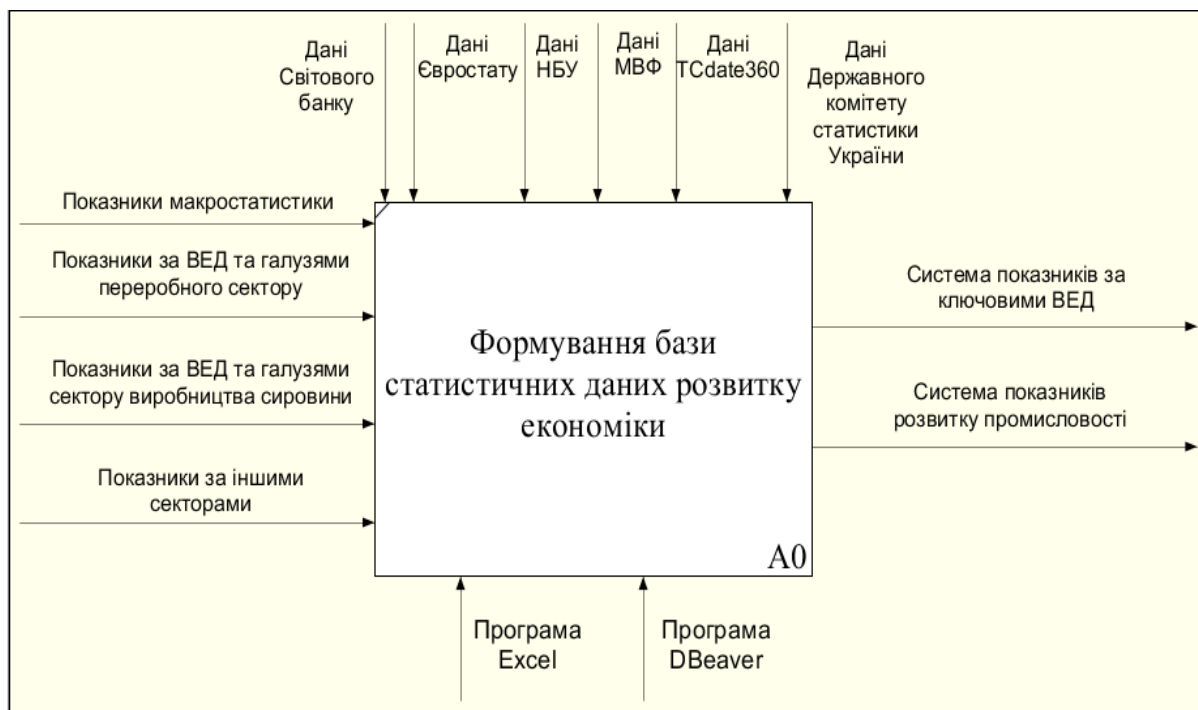 Дані
Світового
банку
Дані
Євростату
Дані
НБУ
Дані
МВФ
Дані
TCdate360
Дані
Державного
комітету
статистики
України
Показники макростатистики
Показники за ВЕД та галузями
переробного сектору
Показники за ВЕД та галузями
сектору виробництва сировини
Показники за іншими
секторами
Формування бази
статистичних даних розвитку
економіки
A0
Система показників за
ключовими ВЕД
Система показників
розвитку промисловості
Програма
Excel
Програма
DBeaver